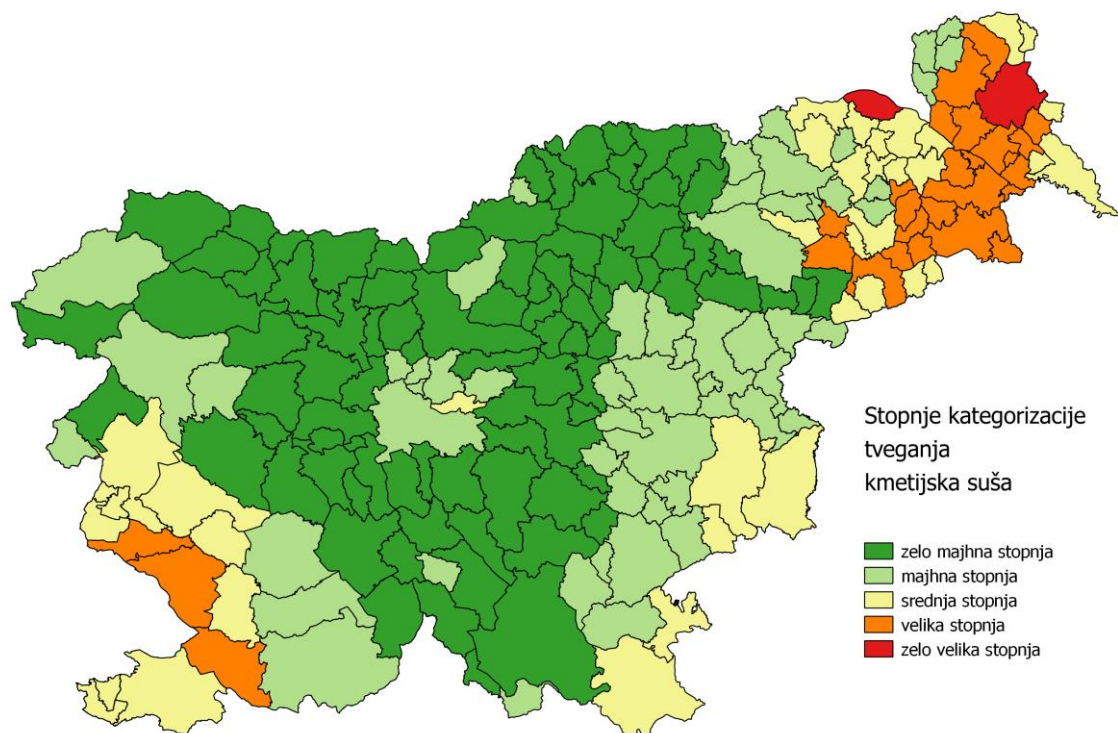 Stopnje kategorizacije
tveganja
kmetijska suša
zelo majhna stopnja
majhna stopnja
srednja stopnja
velika stopnja
zelo velika stopnja